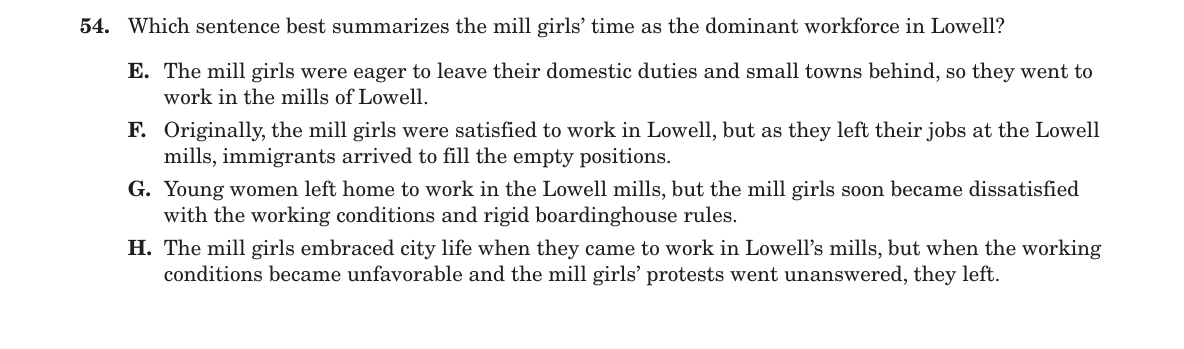 54. Which sentence best summarizes the mill girls’ time as the dominant workforce in Lowell?
E. The mill girls were eager to leave their domestic duties and small towns behind, so they went to
work in the mills of Lowell.
F. Originally, the mill girls were satisfied to work in Lowell, but as they left their jobs at the Lowell
mills, immigrants arrived to fill the empty positions.
G. Young women left home to work in the Lowell mills, but the mill girls soon became dissatisfied
with the working conditions and rigid boardinghouse rules.
H. The mill girls embraced city life when they came to work in Lowell’s mills, but when the working
conditions became unfavorable and the mill girls’ protests went unanswered, they left.